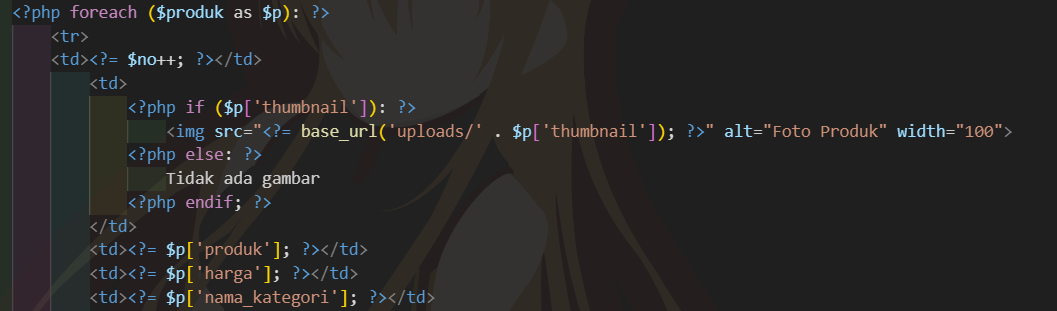 <?php foreach ($produk as $p): ?>
<tr>
<td><?= $no++; ?></td>
<td>
<?php if ($p['thumbnail']): ?>
<img src="<?= base_url('uploads/' . $p['thumbnail']); ?>" alt="Foto Produk" width="100">
<?php else: ?>
Tidak ada gambar
<?php endif; ?>
</td>
<td><?= $p['produk']; ?></td>
<td><?= $p['harga']; ?></td>
<td><?= $p['nama_kategori']; ?></td>